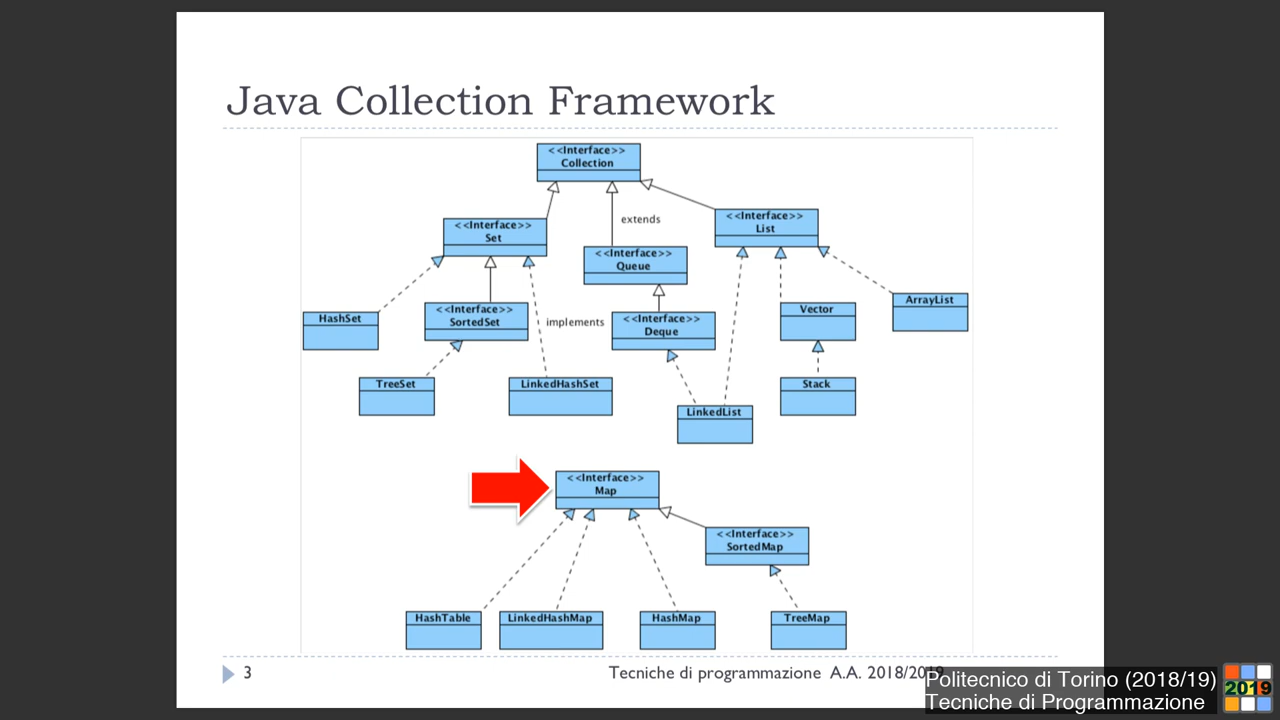 Java Collection Framework
<<Interface>>
Collection
<<Interface>>
Set
extends
<<Interface>>
List
<<Interface>>
Queue
HashSet
<<Interface>>
SortedSet
implements
<<Interface>>
Deque
Vector
ArrayList
TreeSet
LinkedHashSet
LinkedList
Stack
<<Interface>>
Map
<<Interface>>
SortedMap
HashTable
LinkedHashMap
HashMap
TreeMap
3
Tecniche di programmazione A.A. 2018/2019
Politecnico di Torino (2018/19)
Tecniche di Programmazione
2019